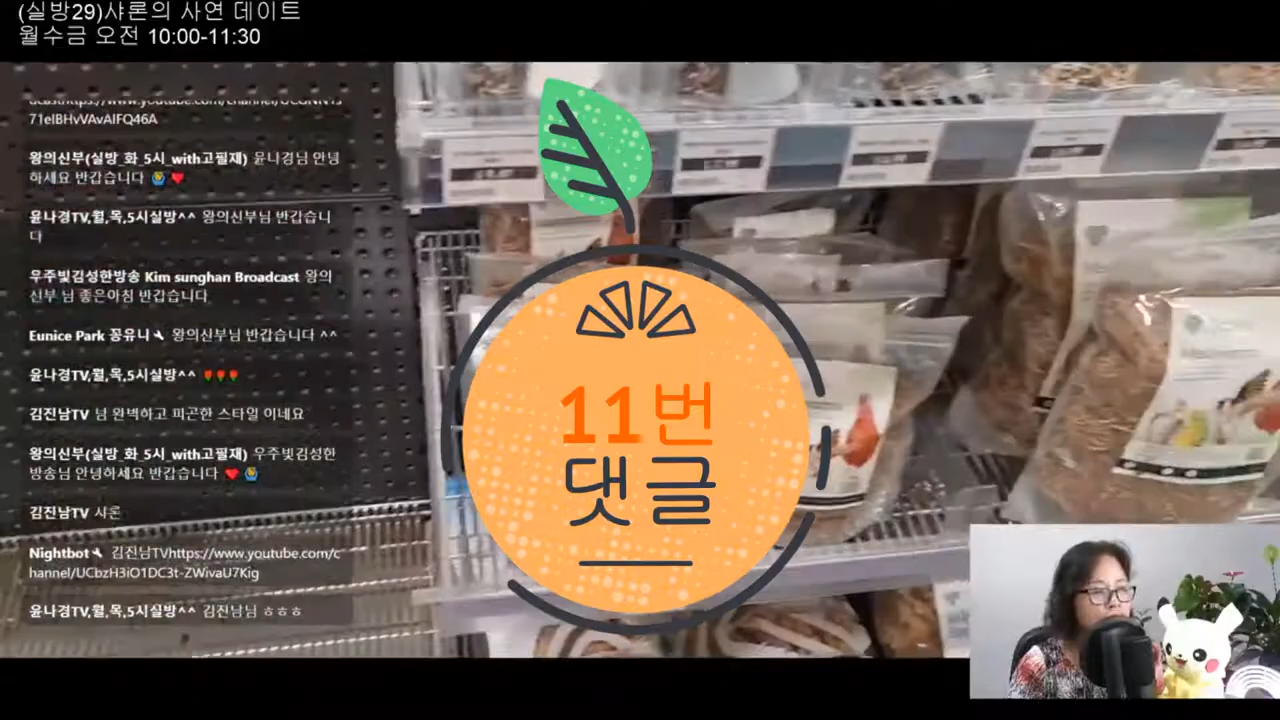 (실방29)샤론의 사연 데이트
월수금 오전 10:00-11:30
71eIBHvVAvAIFQ46A
왕의신부(실방_화_5시_with고필재) 윤나경님 안녕
하세요 반갑습니다
윤나경TV,월,목,5시실방^^ 왕의신부님 반갑습니
다
우주빛김성한방송 Kim sunghan Broadcast 왕의
신부 님 좋은아침 반갑습니다
Eunice Park 꽁유니 왕의신부님 반갑습니다 ^^
윤나경TV,월,목,5시실방^^ 🌹🌹🌹
김진남TV 님 완벽하고 피곤한 스타일 이네요
왕의신부(실방_화_5시_with고필재) 우주빛김성한
방송님 안녕하세요 반갑습니다
김진남TV 샤론
Nightbot 김진남TVhttps://www.youtube.com/c
hannel/UCbzH3iO1DC3t-ZWivaU7Kig
윤나경TV,월,목,5시실방^^ 김진남님 ㅎㅎㅎ
11번
댓글